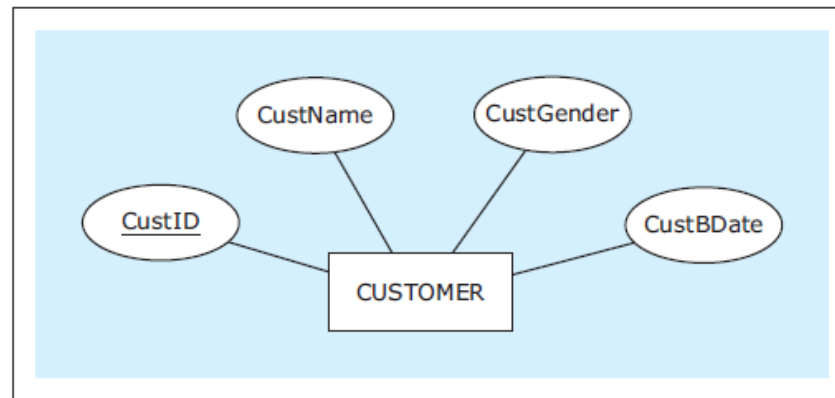 CustName
CustGender
CustID
CustBDate
CUSTOMER